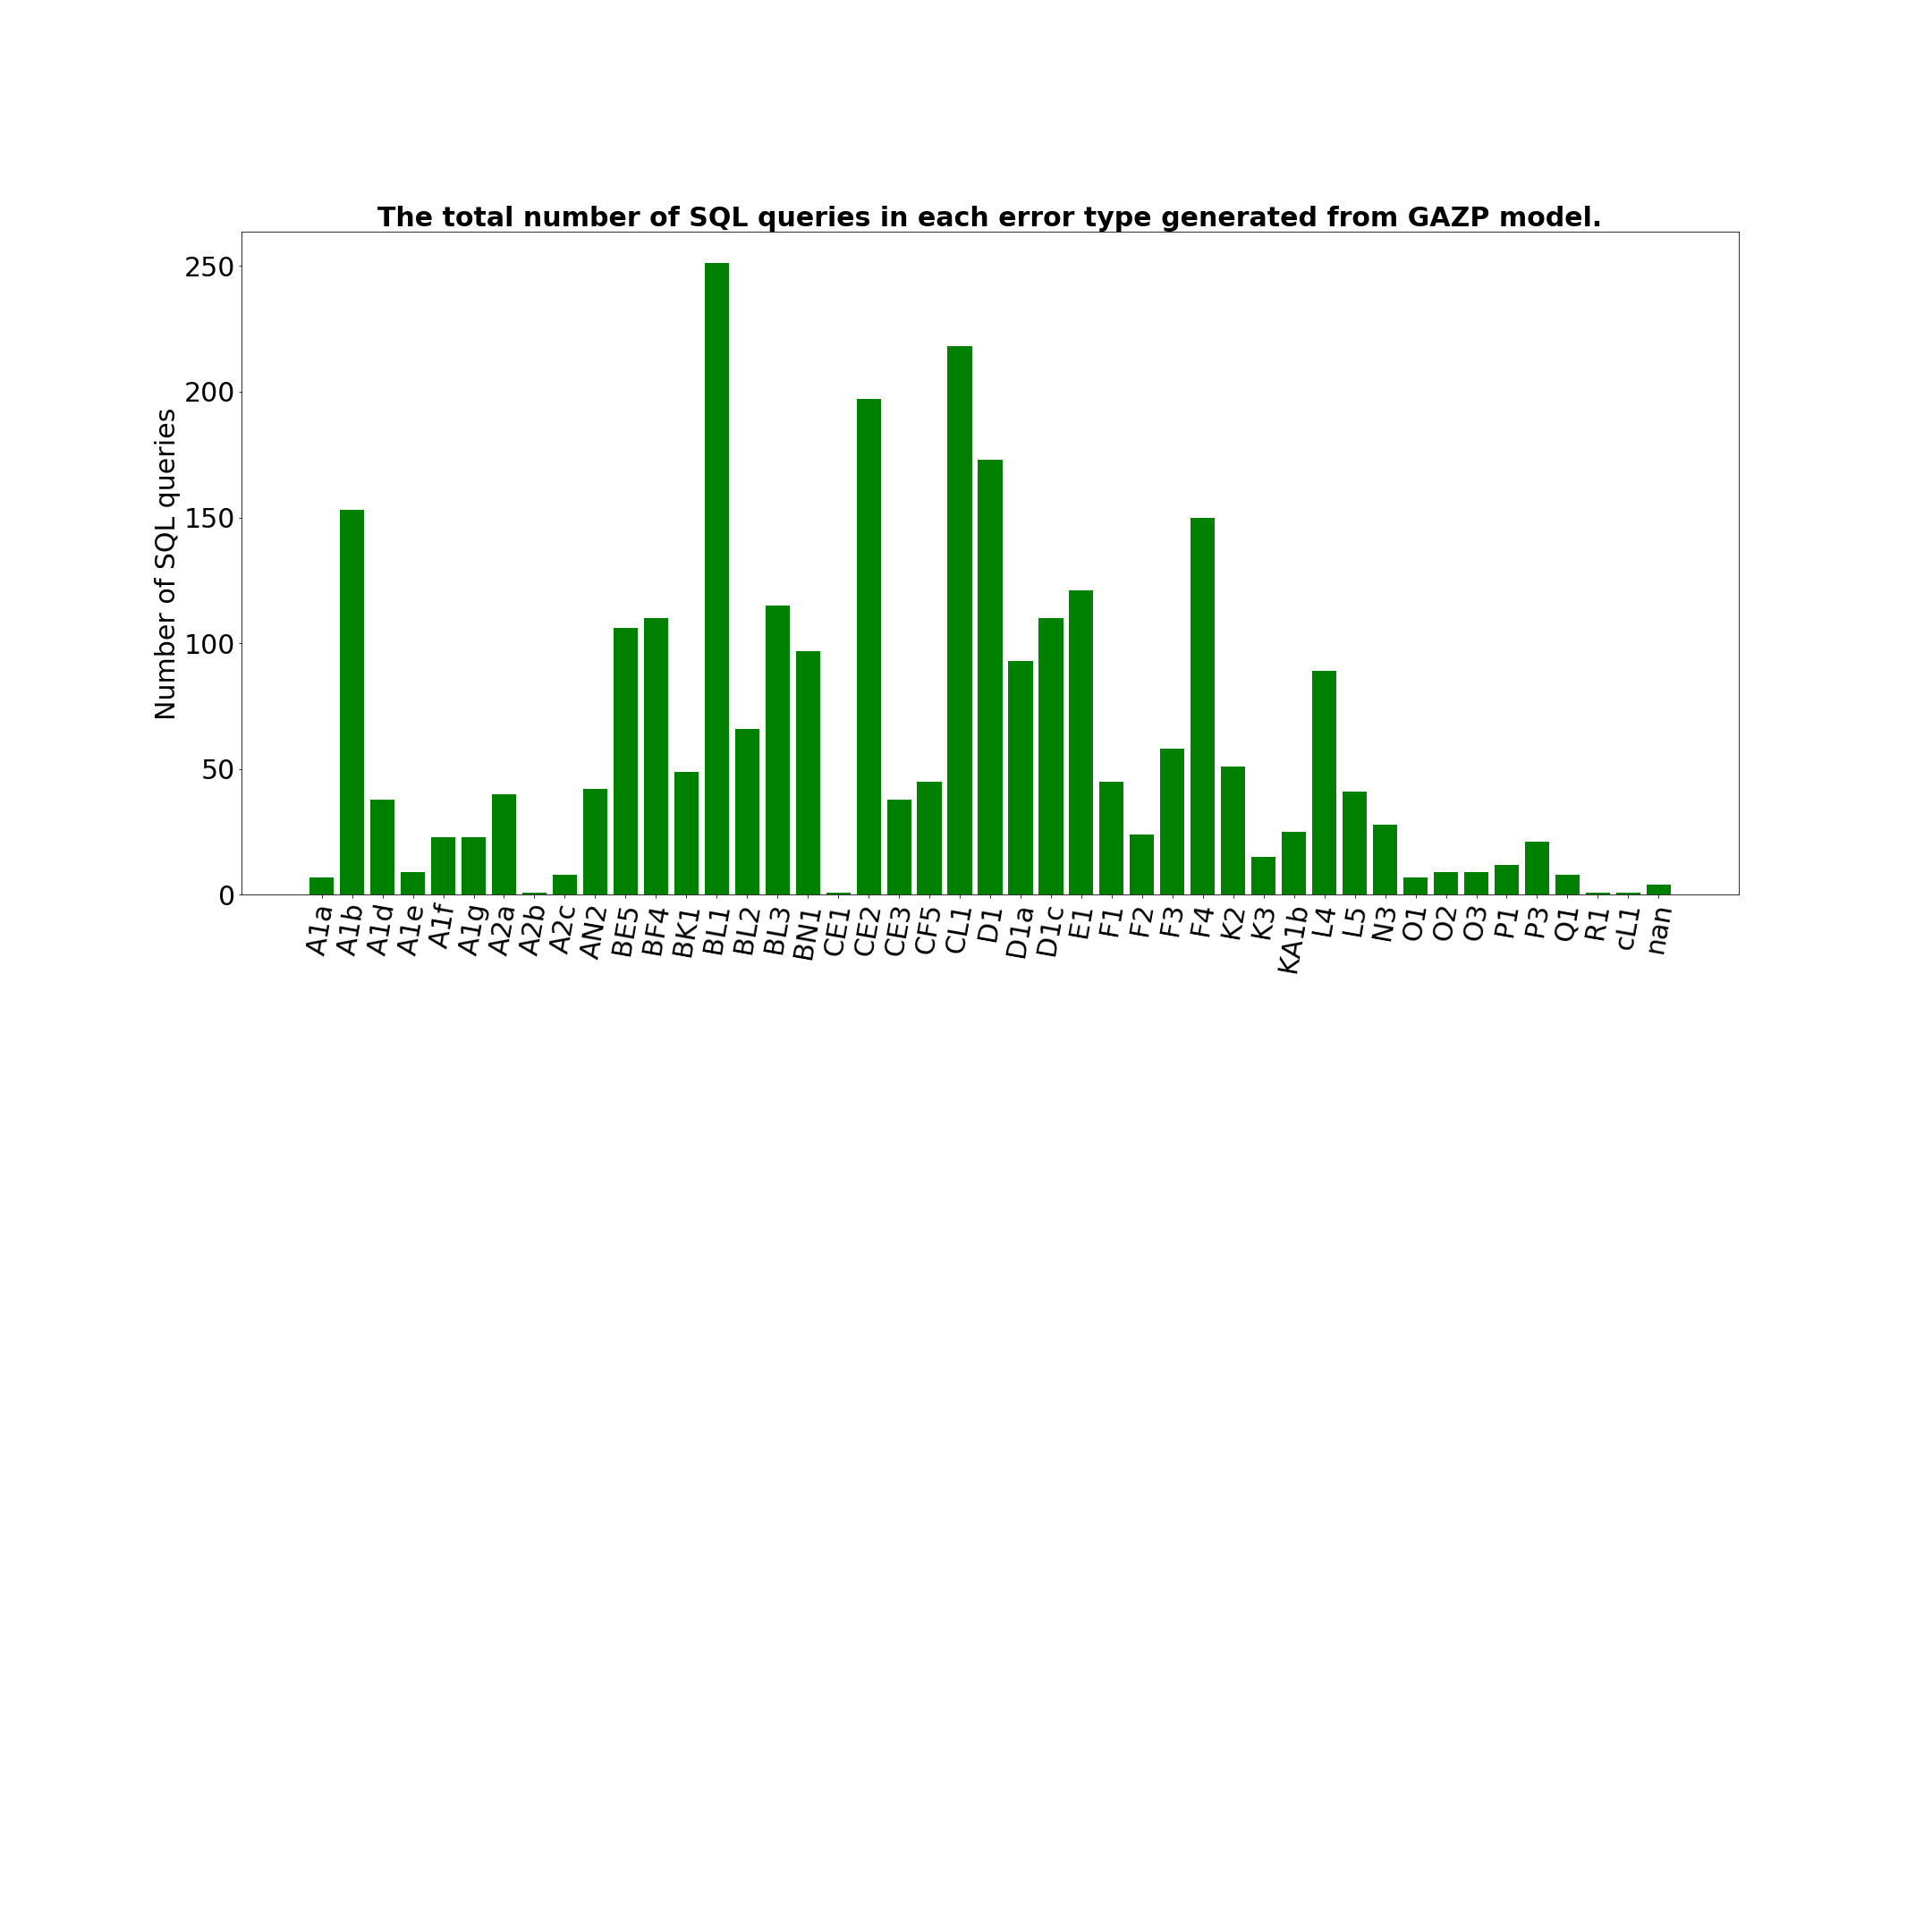 The total number of SQL queries in each error type generated from GAZP model.
Number of SQL queries
250
200
150
100
50
0
A1a A1b A1d A1e A1f A1g A2a A2b A2c AN2 BE5 BF4 BK1 BL1 BL2 BL3 BN1 CE1 CE2 CE3 CF5 CL1 D1 D1a D1c E1 F1 F2 F3 F4 K2 K3 KA1b L4 L5 N3 O1 O2 O3 P1 P3 Q1 R1 cL1 nan